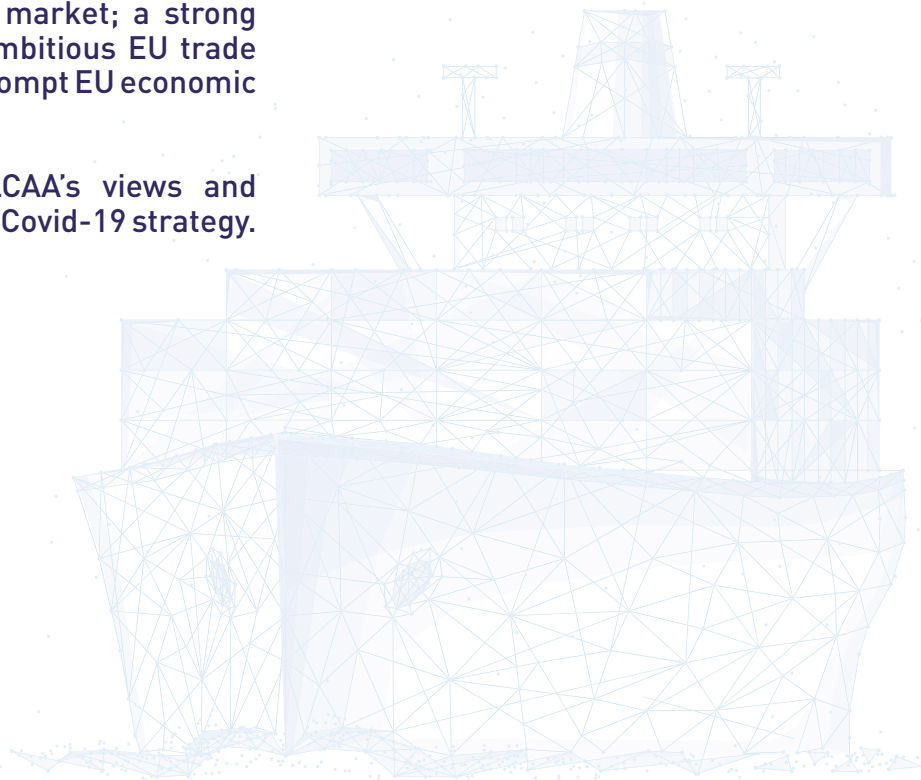 market; a strong
mbitious EU trade
ompt EU economic
CAA's views and
Covid-19 strategy.